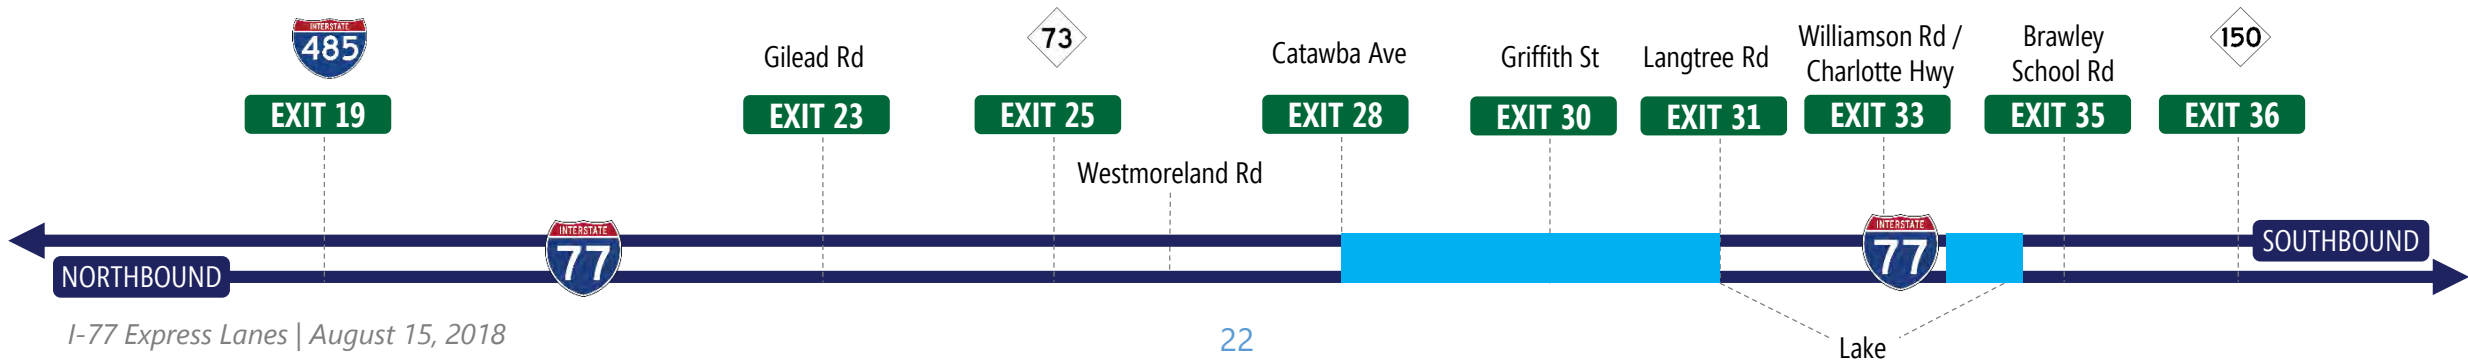 INTERSTATE
485
EXIT 19
Gilead Rd
EXIT 23
73
EXIT 25
Westmoreland Rd
Catawba Ave
EXIT 28
Griffith St
EXIT 30
Langtree Rd
EXIT 31
Williamson Rd /
Charlotte Hwy
EXIT 33
Brawley
School Rd
EXIT 35
150
EXIT 36
INTERSTATE
77
INTERSTATE
77
SOUTHBOUND
NORTHBOUND
Lake
I-77 Express Lanes | August 15, 2018
22